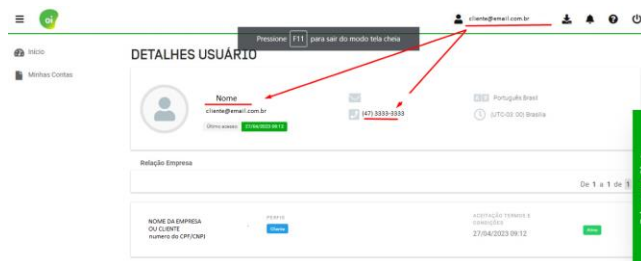 oi
cliente@email.com.br
Pressione F11 para sair do modo tela cheia
Início
Minhas Contas
DETALHES USUÁRIO
Nome
cliente@email.com.br
Último acesso: 27/04/2023 09:12
(47) 3333-3333
Português Brasil
(UTC-03: 00) Brasília
Relação Empresa
De 1 a 1 de 1
NOME DA EMPRESA
OU CLIENTE
numero do CPF/CNPJ
PERFIL
Cliente
ACEITAÇÃO TERMOS E
CONDIÇÕES
27/04/2023 09:12
Ativo